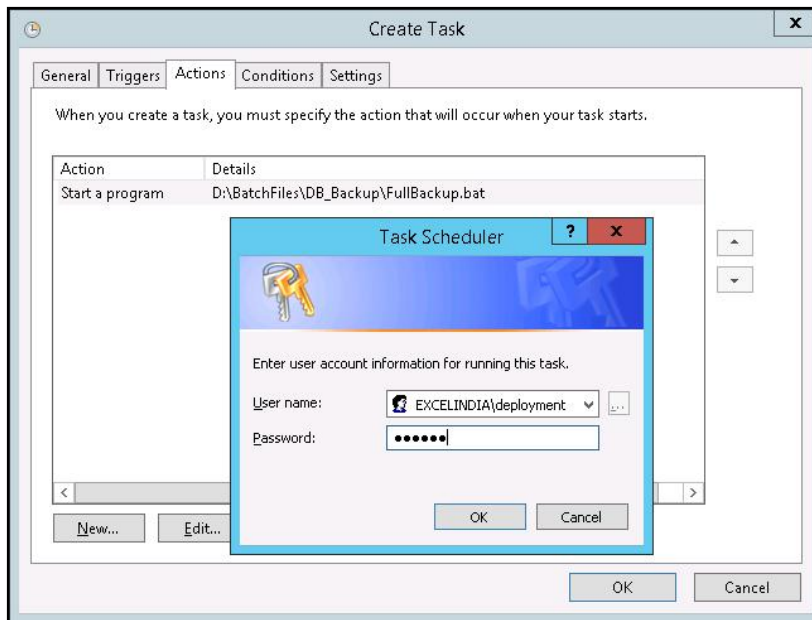 Create Task
x
General Triggers Actions Conditions Settings
When you create a task, you must specify the action that will occur when your task starts.
Action Details
Start a program D:\BatchFiles\DB_Backup\FullBackup.bat
Task Scheduler
? x
Enter user account information for running this task.
User name: EXCELINDIA\deployment
...
Password: ●●●●●●
OK Cancel
New... Edit...
OK Cancel